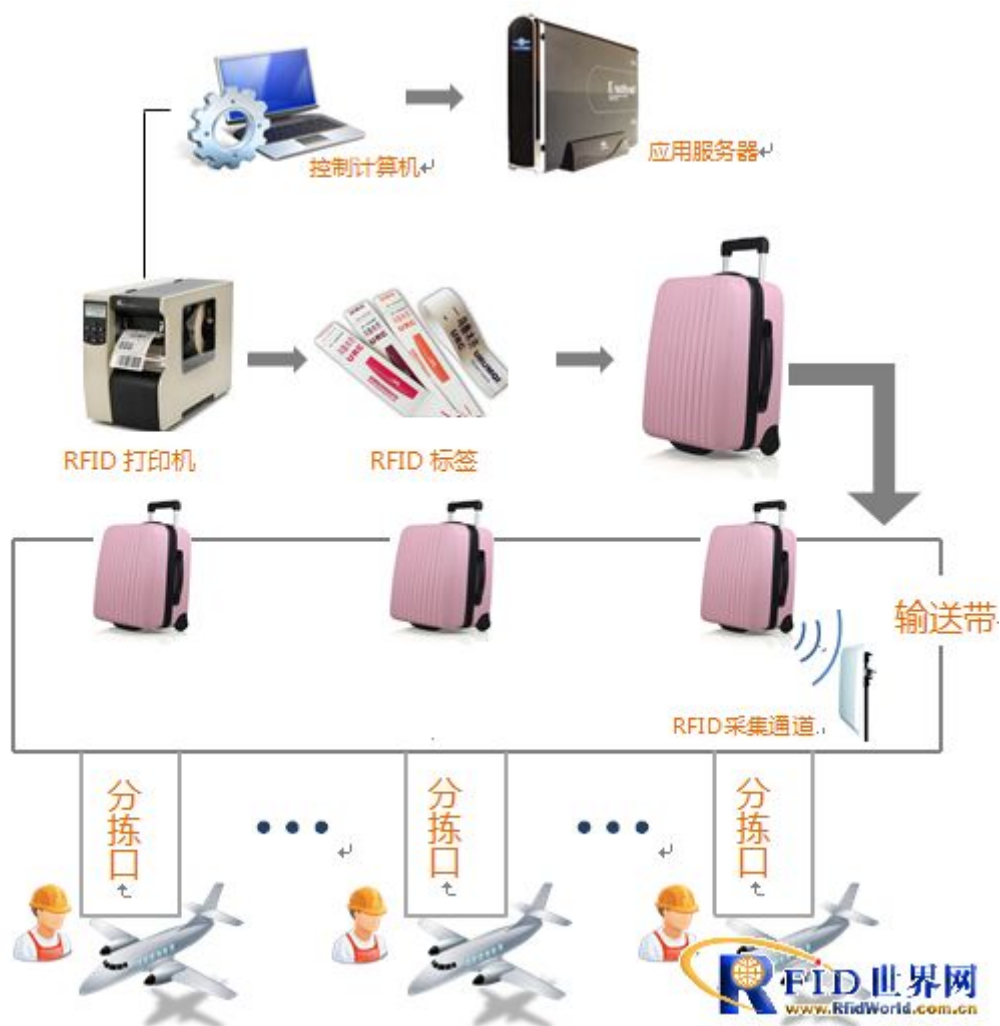 控制计算机
应用服务器
RFID 打印机
RFID 标签
输送带
RFID采集通道
分拣口
分拣口
分拣口
RFID世界网
www.RfidWorld.com.cn